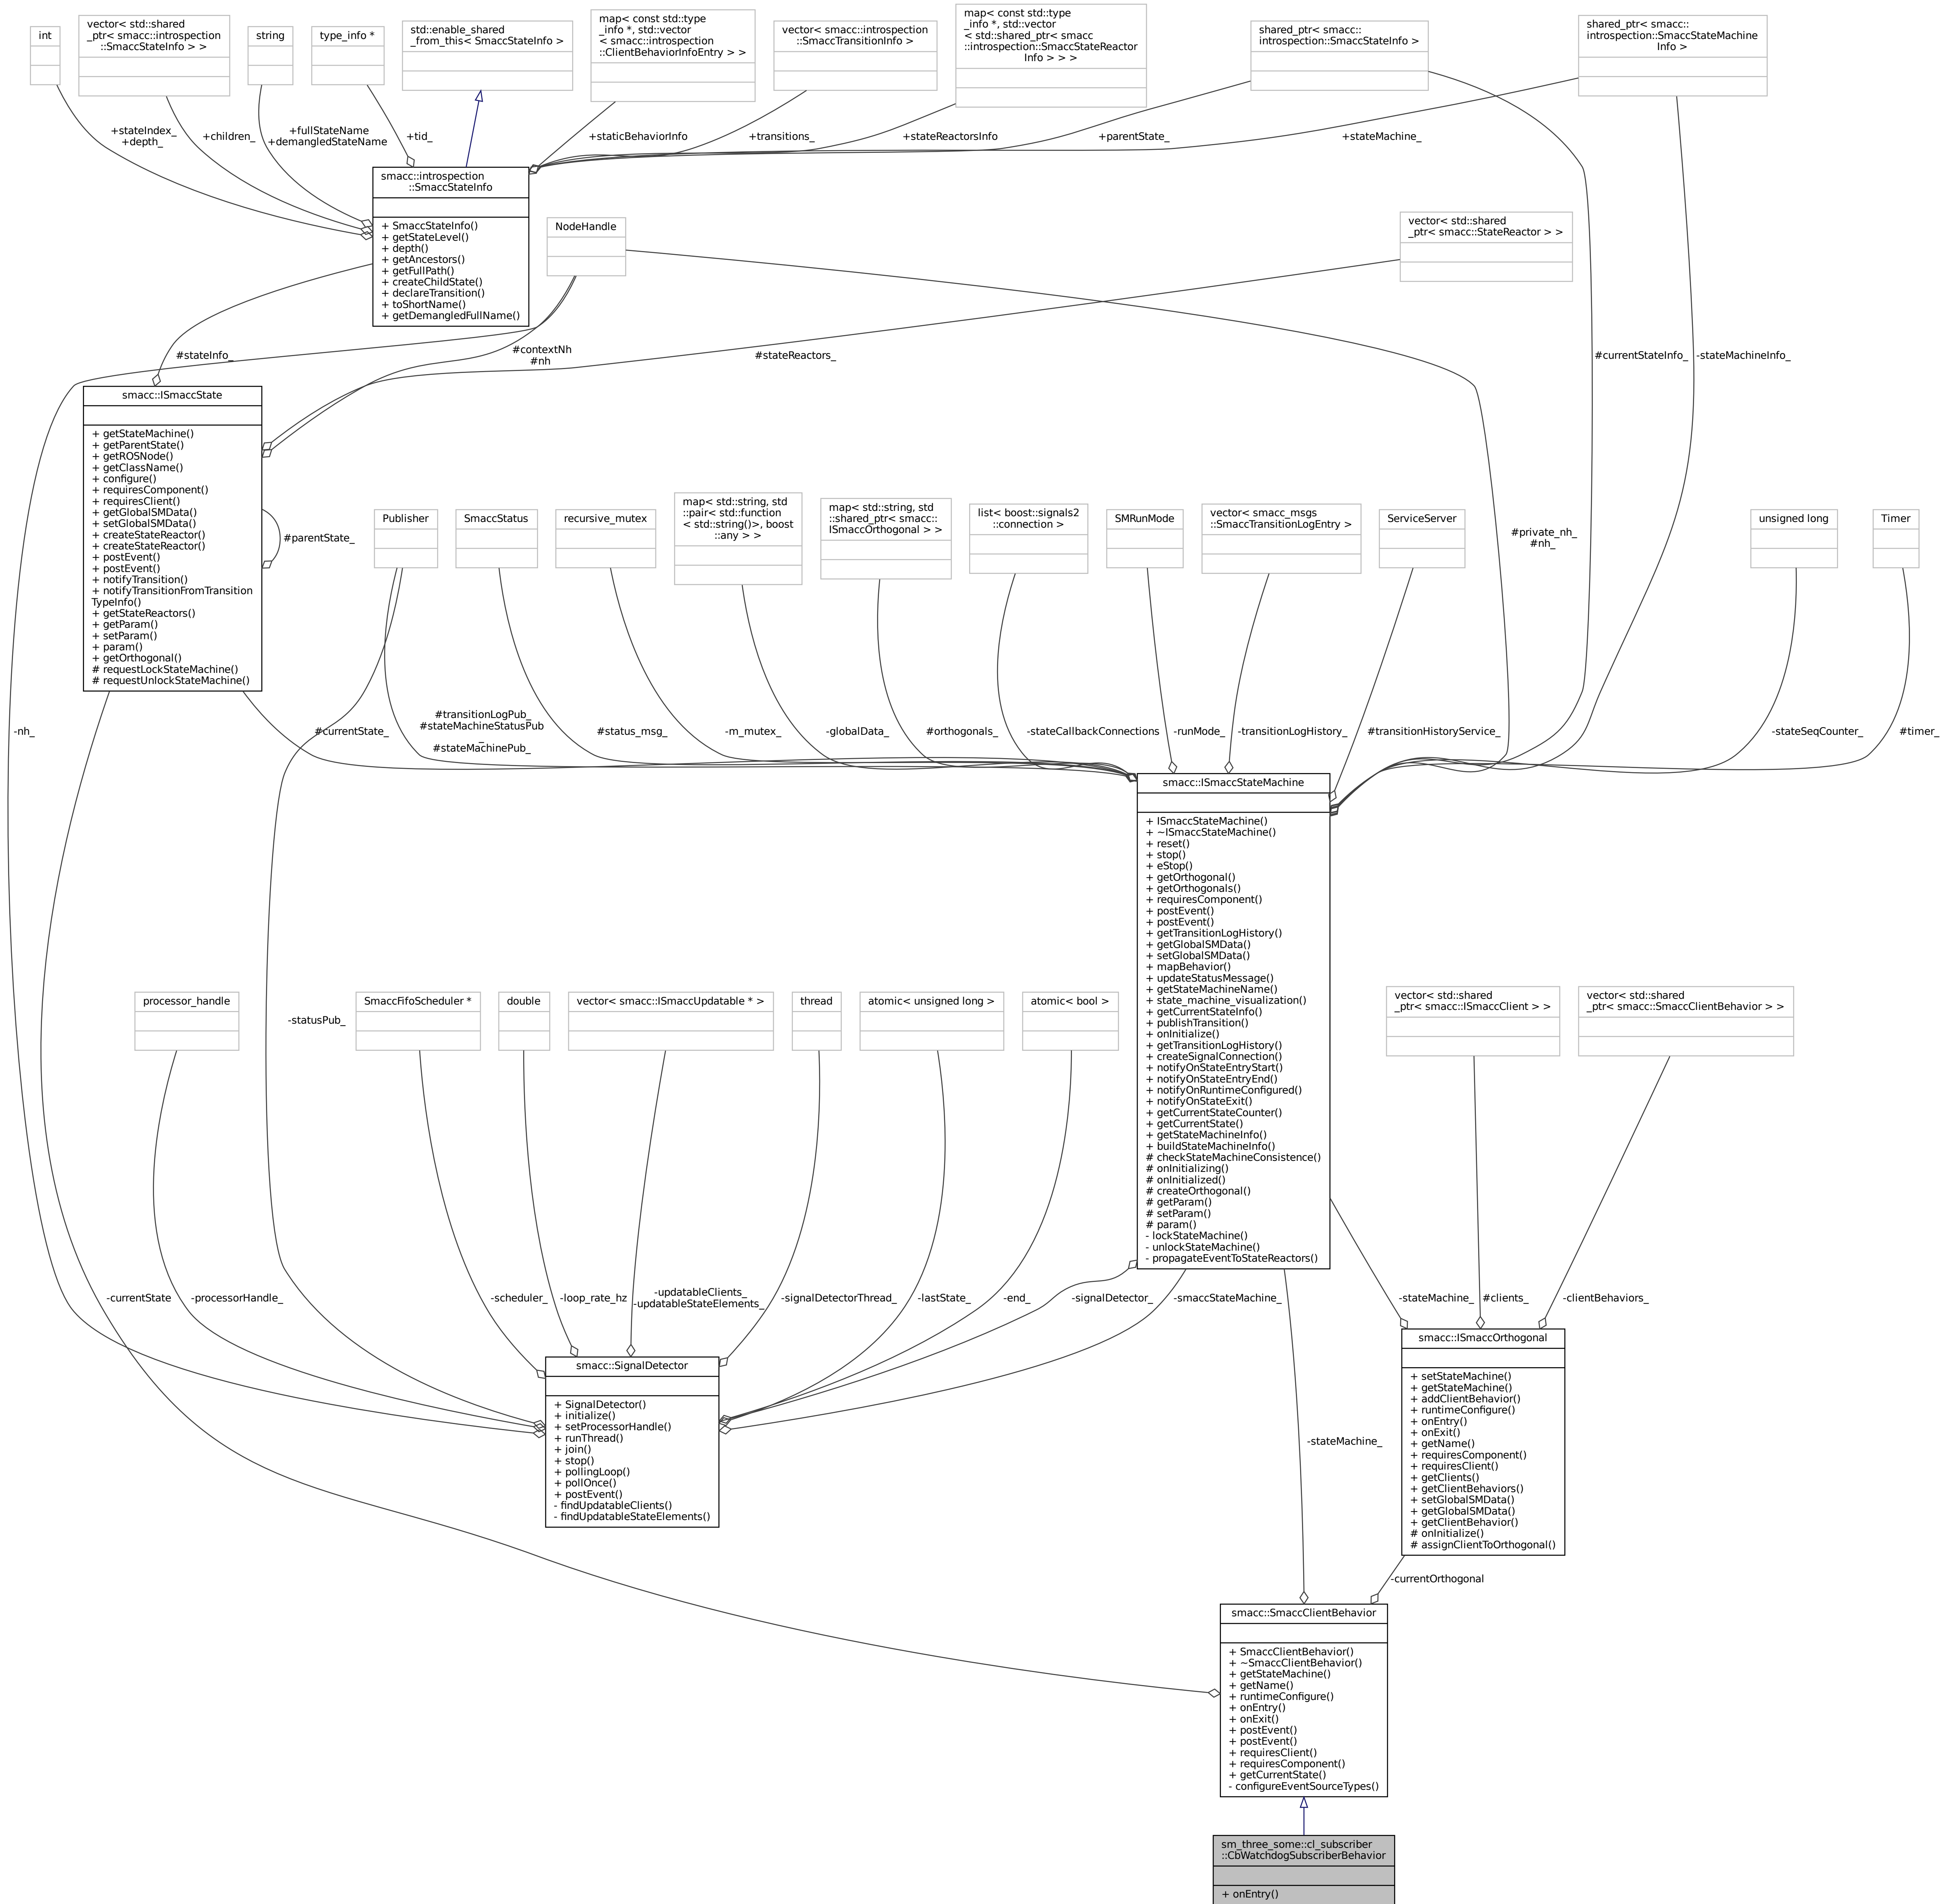 int
vector< std::shared
_ptr< smacc::introspection
::SmaccStateInfo > >
string
type_info *
std::enable_shared
_from_this< SmaccStateInfo >
map< const std::type
_info *, std::vector
< smacc::introspection
::ClientBehaviorInfoEntry > >
vector< smacc::introspection
::SmaccTransitionInfo >
map< const std::type
_info *, std::vector
< std::shared_ptr< smacc
::introspection::SmaccStateReactor
Info > > >
shared_ptr< smacc::
introspection::SmaccStateInfo >
shared_ptr< smacc::
introspection::SmaccStateMachine
Info >
+stateIndex_
+depth_
+children_
+fullStateName
+demangledStateName
+tid_
+staticBehaviorInfo
+transitions_
+stateReactorsInfo
+parentState_
+stateMachine_
smacc::introspection
::SmaccStateInfo
+ SmaccStateInfo()
+ getStateLevel()
+ depth()
+ getAncestors()
+ getFullPath()
+ createChildState()
+ declareTransition()
+ toShortName()
+ getDemangledFullName()
NodeHandle
vector< std::shared
_ptr< smacc::StateReactor > >
#stateInfo_
#contextNh
#nh
#stateReactors_
#currentStateInfo_
-stateMachineInfo_
smacc::ISmaccState
+ getStateMachine()
+ getParentState()
+ getROSNode()
+ getClassName()
+ configure()
+ requiresComponent()
+ requiresClient()
+ getGlobalSMData()
+ setGlobalSMData()
+ createStateReactor()
+ createStateReactor()
+ postEvent()
+ postEvent()
+ notifyTransition()
+ notifyTransitionFromTransition
TypeInfo()
+ getStateReactors()
+ getParam()
+ setParam()
+ param()
+ getOrthogonal()
# requestLockStateMachine()
# requestUnlockStateMachine()
#parentState_
Publisher
SmaccStatus
recursive_mutex
map< std::string, std
::pair< std::function
< std::string()>, boost
::any > >
map< std::string, std
::shared_ptr< smacc::
ISmaccOrthogonal > >
list< boost::signals2
::connection >
SMRunMode
vector< smacc_msgs
::SmaccTransitionLogEntry >
ServiceServer
#private_nh_
#nh_
unsigned long
Timer
-nh_
#currentState_
#transitionLogPub_
#stateMachineStatusPub
_
#stateMachinePub_
#status_msg_
-m_mutex_
-globalData_
#orthogonals_
-stateCallbackConnections
-runMode_
-transitionLogHistory_
#transitionHistoryService_
-stateSeqCounter_
#timer_
smacc::ISmaccStateMachine
+ ISmaccStateMachine()
+ ~ISmaccStateMachine()
+ reset()
+ stop()
+ eStop()
+ getOrthogonal()
+ getOrthogonals()
+ requiresComponent()
+ postEvent()
+ postEvent()
+ getTransitionLogHistory()
+ getGlobalSMData()
+ setGlobalSMData()
+ mapBehavior()
+ updateStatusMessage()
+ getStateMachineName()
+ state_machine_visualization()
+ getCurrentStateInfo()
+ publishTransition()
+ onInitialize()
+ getTransitionHistory()
+ createSignalConnection()
+ notifyOnStateEntryStart()
+ notifyOnStateEntryEnd()
+ notifyOnRuntimeConfigured()
+ notifyOnStateExit()
+ getCurrentStateCounter()
+ getCurrentState()
+ getStateMachineInfo()
+ buildStateMachineInfo()
# checkStateMachineConsistence()
# onInitializing()
# onInitialized()
# createOrthogonal()
# getParam()
# setParam()
# param()
- lockStateMachine()
- unlockStateMachine()
- propagateEventToStateReactors()
processor_handle
-statusPub_
SmaccFifoScheduler *
double
vector< smacc::ISmaccUpdatable * >
thread
atomic< unsigned long >
atomic< bool >
vector< std::shared
_ptr< smacc::ISmaccClient > >
vector< std::shared
_ptr< smacc::SmaccClientBehavior > >
-currentState
-processorHandle_
-scheduler_
-loop_rate_hz
-updatableClients_
-updatableStateElements_
-signalDetectorThread_
-lastState_
-end_
-signalDetector_
-smaccStateMachine_
-stateMachine_
#clients_
-clientBehaviors_
smacc::SignalDetector
+ SignalDetector()
+ initialize()
+ setProcessorHandle()
+ runThread()
+ join()
+ stop()
+ pollingLoop()
+ pollOnce()
+ postEvent()
- findUpdatableClients()
- findUpdatableStateElements()
smacc::ISmaccOrthogonal
+ setStateMachine()
+ getStateMachine()
+ addClientBehavior()
+ runtimeConfigure()
+ onEntry()
+ onExit()
+ getName()
+ requiresComponent()
+ requiresClient()
+ getClients()
+ getClientBehaviors()
+ setGlobalSMData()
+ getGlobalSMData()
+ getClientBehavior()
# onInitialize()
# assignClientToOrthogonal()
-stateMachine_
-currentOrthogonal
smacc::SmaccClientBehavior
+ SmaccClientBehavior()
+ ~SmaccClientBehavior()
+ getStateMachine()
+ getName()
+ runtimeConfigure()
+ onEntry()
+ onExit()
+ postEvent()
+ postEvent()
+ requiresClient()
+ requiresComponent()
+ getCurrentState()
- configureEventSourceTypes()
sm_three_some::cl_subscriber
::CbWatchdogSubscriberBehavior
+ onEntry()